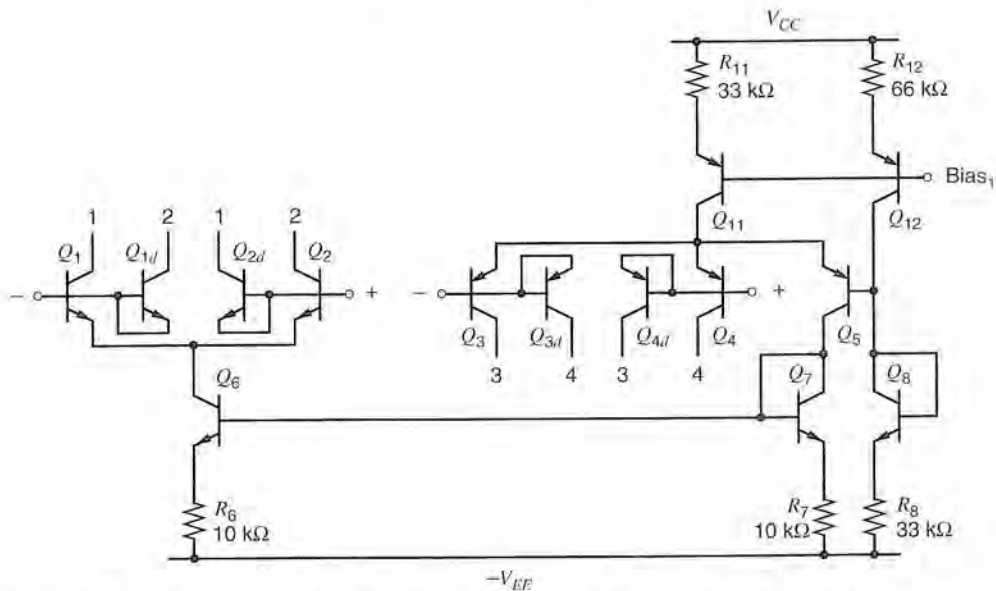 V_CC
R_11
33 kΩ
R_12
66 kΩ
Bias_1
Q_11
Q_12
1
2
1
2
Q_1
Q_1d
Q_2d
Q_2
−
+
−
+
Q_3
Q_3d
Q_4d
Q_4
Q_5
3
4
3
4
Q_6
Q_7
Q_8
R_6
10 kΩ
R_7
10 kΩ
R_8
33 kΩ
−V_EE